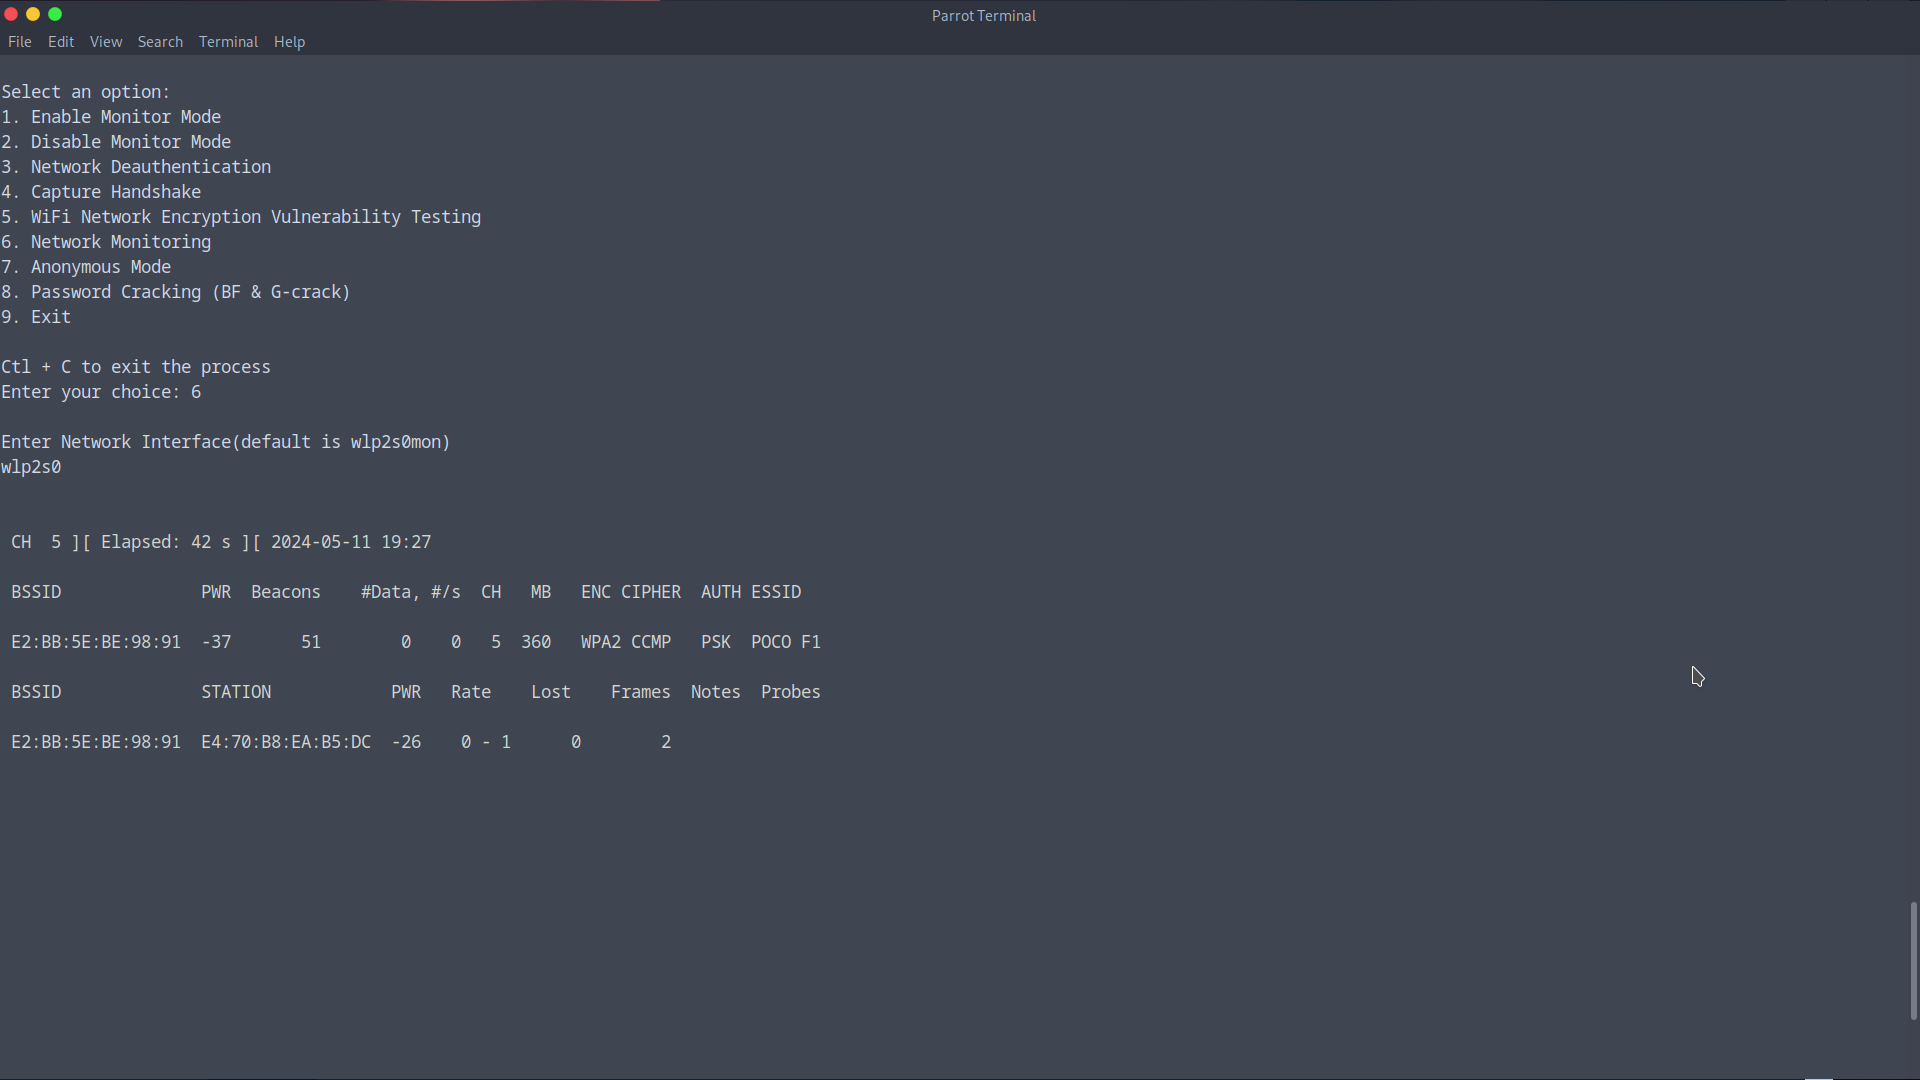 Parrot Terminal
File Edit View Search Terminal Help
Select an option:
1. Enable Monitor Mode
2. Disable Monitor Mode
3. Network Deauthentication
4. Capture Handshake
5. WiFi Network Encryption Vulnerability Testing
6. Network Monitoring
7. Anonymous Mode
8. Password Cracking (BF & G-crack)
9. Exit
Ctl + C to exit the process
Enter your choice: 6
Enter Network Interface(default is wlp2s0mon)
wlp2s0
CH  5 ][ Elapsed: 42 s ][ 2024-05-11 19:27
BSSID              PWR  Beacons    #Data, #/s  CH   MB   ENC CIPHER  AUTH ESSID
E2:BB:5E:BE:98:91  -37       51        0    0   5  360   WPA2 CCMP   PSK  POCO F1
BSSID              STATION            PWR   Rate    Lost    Frames  Notes  Probes
E2:BB:5E:BE:98:91  E4:70:B8:EA:B5:DC  -26    0 - 1      0        2